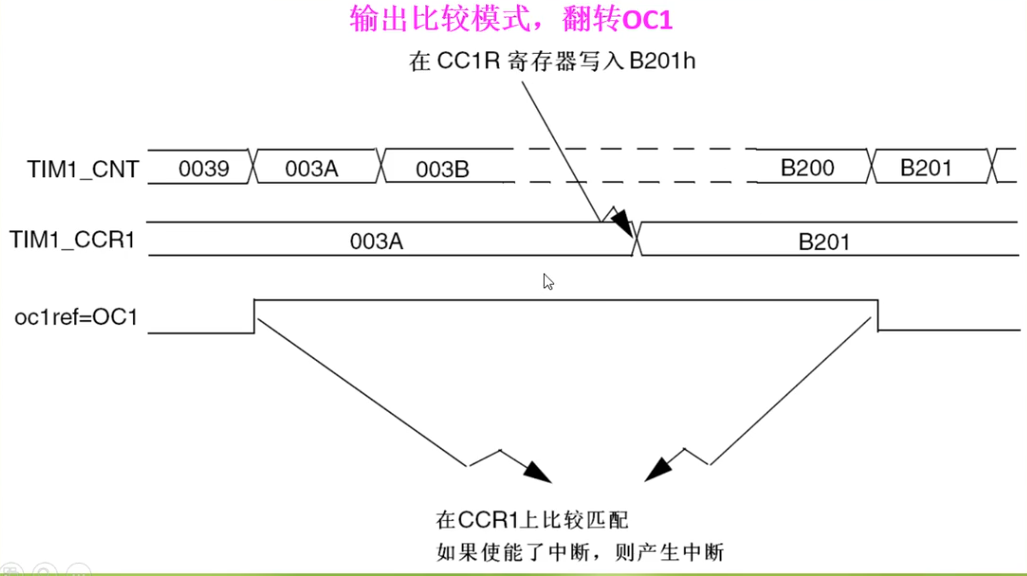 输出比较模式，翻转OC1
在 CC1R 寄存器写入 B201h
TIM1_CNT 0039 003A 003B B200 B201
TIM1_CCR1 003A B201
oc1ref=OC1
在CCR1上比较匹配
如果使能了中断，则产生中断